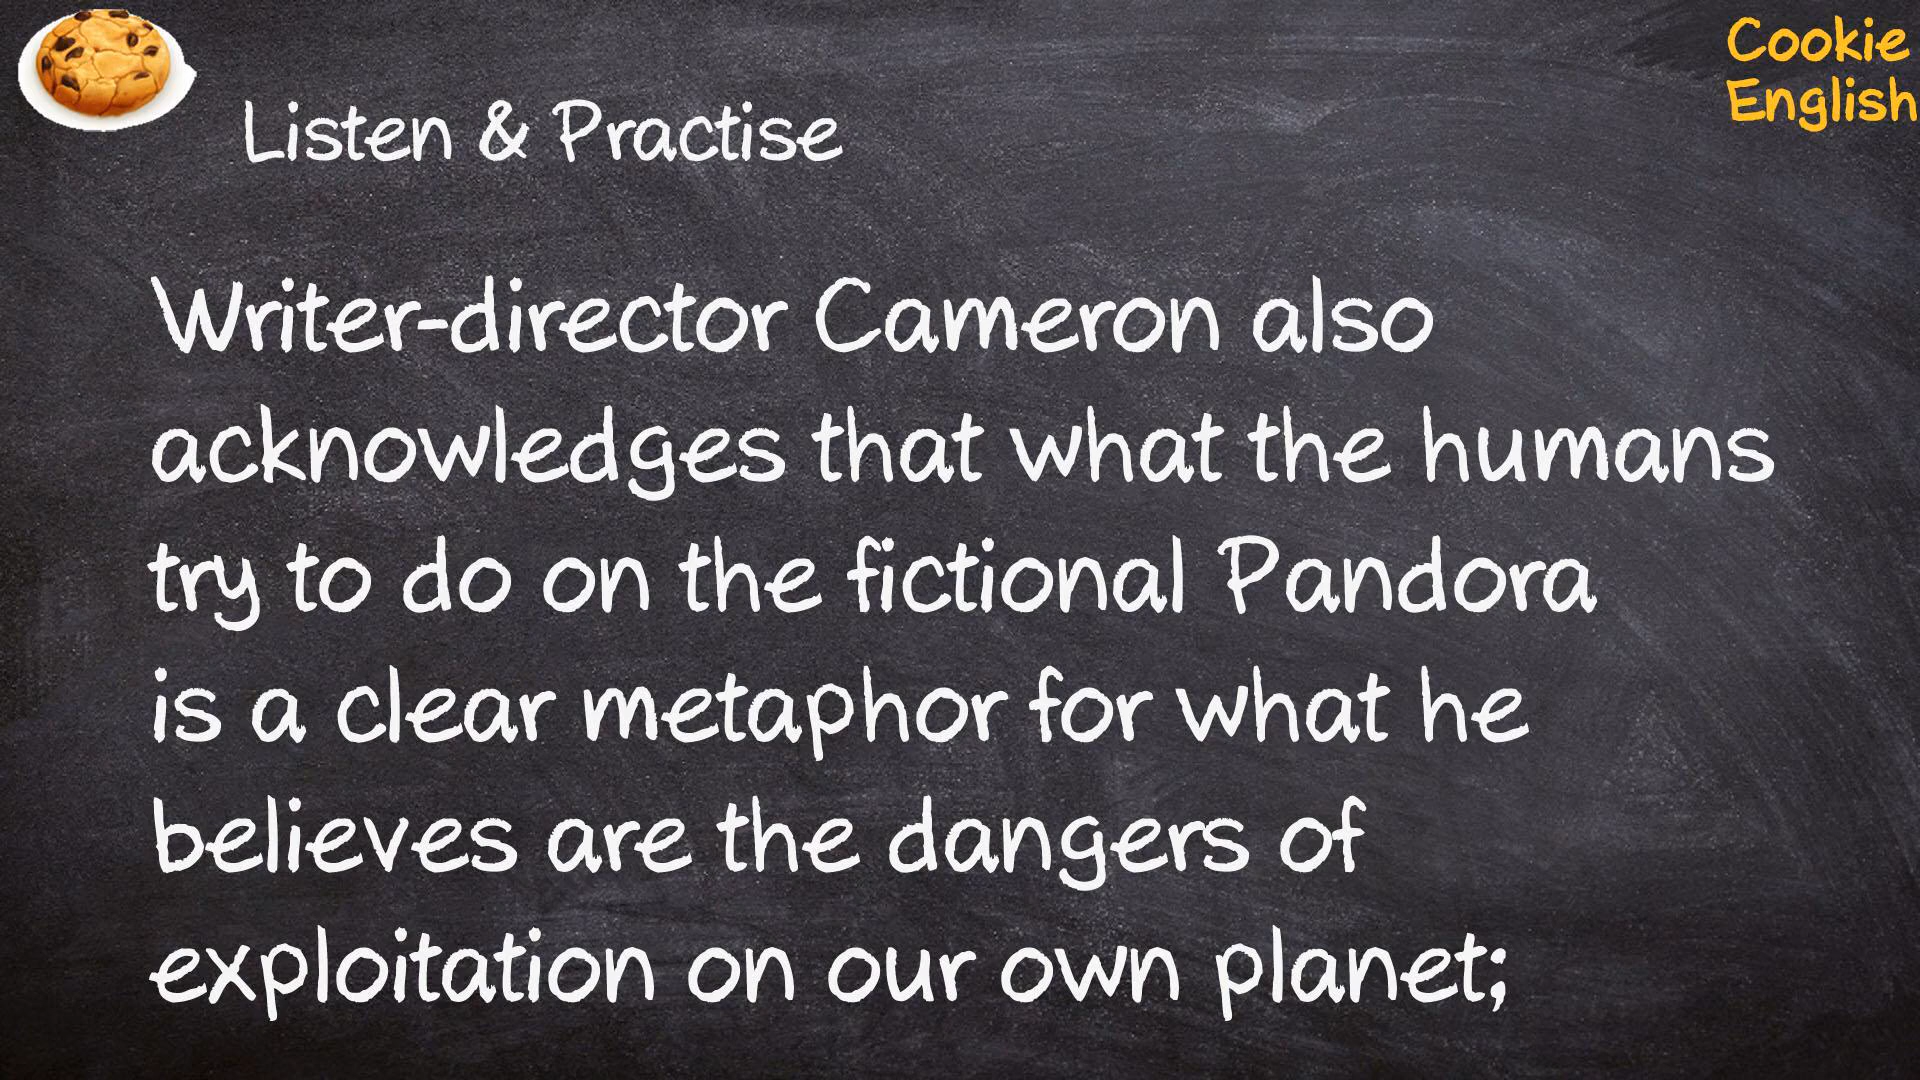 Cookie
English
Listen & Practise
Writer-director Cameron also
acknowledges that what the humans
try to do on the fictional Pandora
is a clear metaphor for what he
believes are the dangers of
exploitation on our own planet;